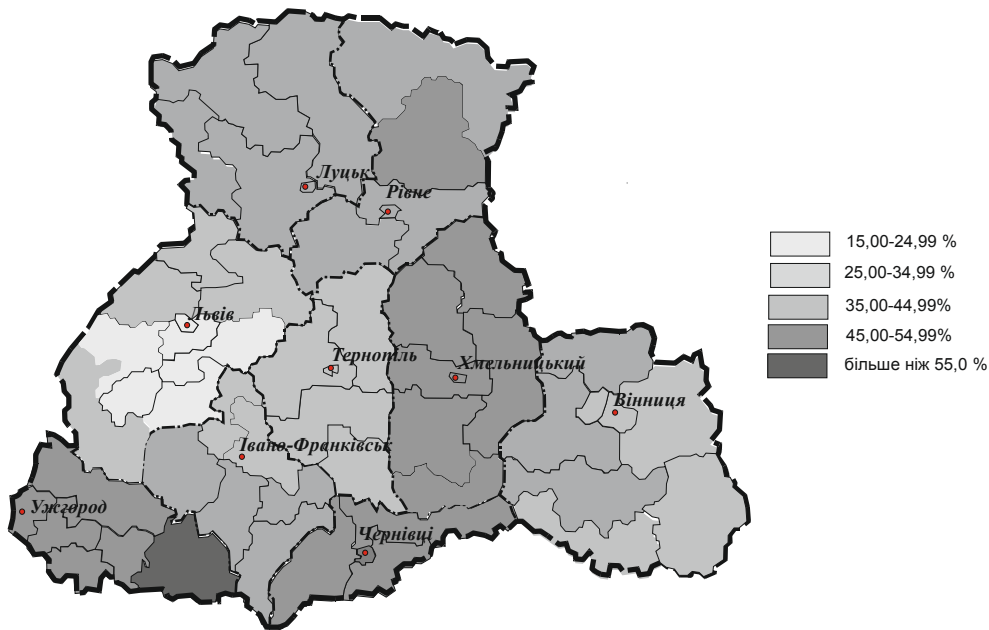 Луцьк
Рівне
Львів
Тернопіль
Хмельницький
Вінниця
Івано-Франківськ
Ужгород
Чернівці
15,00-24,99 %
25,00-34,99 %
35,00-44,99%
45,00-54,99%
більше ніж 55,0 %